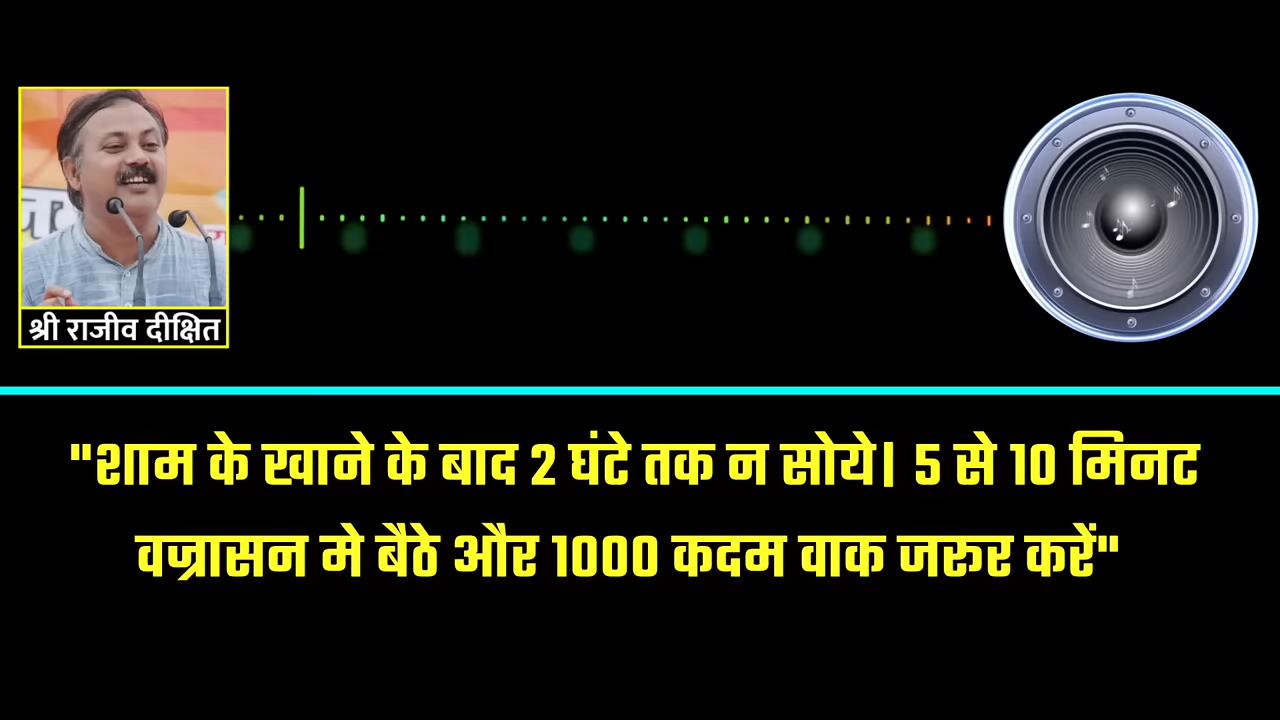 श्री राजीव दीक्षित
"शाम के खाने के बाद 2 घंटे तक न सोये| 5 से 10 मिनट
वज्रासन मे बैठे और 1000 कदम वाक जरूर करें"